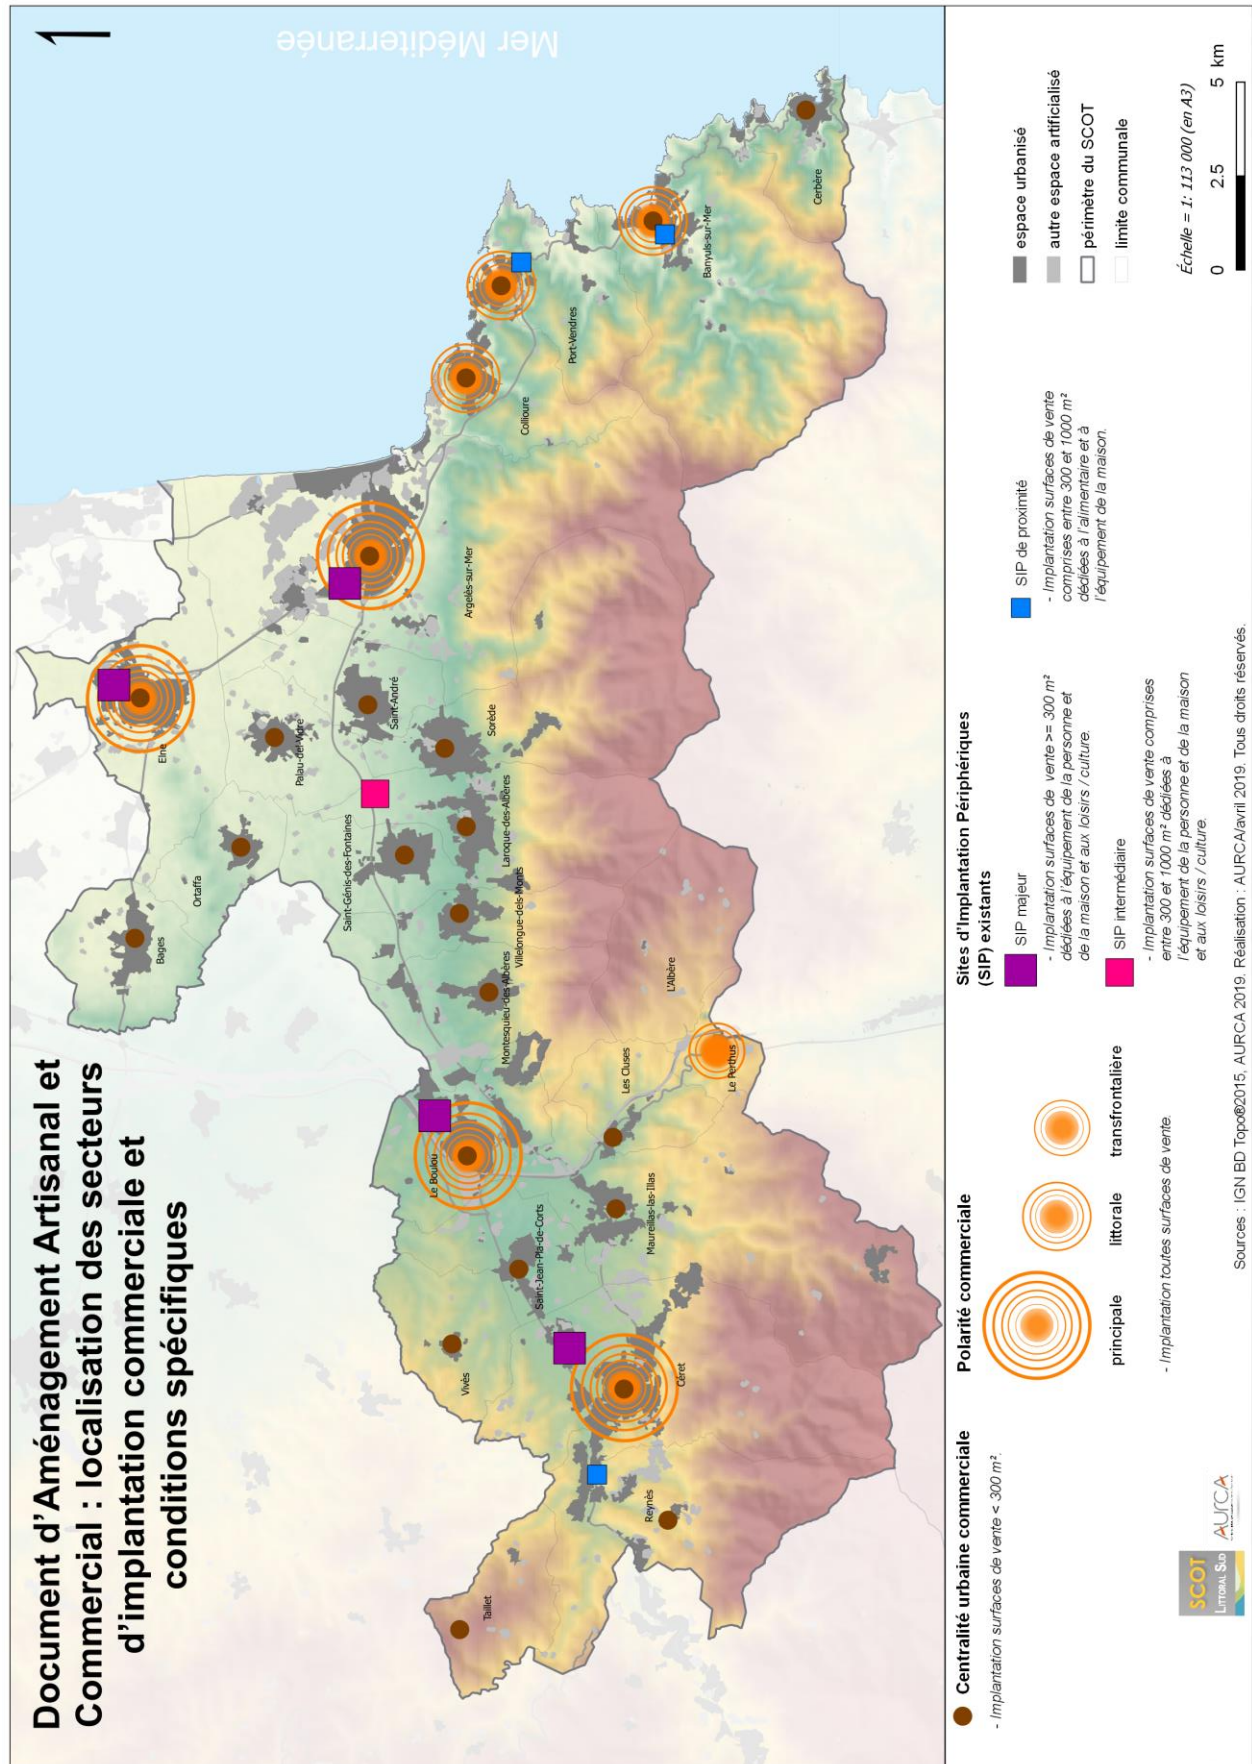 Document d'Aménagement Artisanal et
Commercial : localisation des secteurs
d'implantation commerciale et
conditions spécifiques
Mer Méditerranée
Bages
Elne
Ortaffa
Palau-del-Vidre
Saint-André
Saint-Génis-des-Fontaines
Sorède
Laroque-des-Albères
Villelongue-dels-Monts
Montesquieu-des-Albères
Argelès-sur-Mer
Collioure
Port-Vendres
Banyuls-sur-Mer
Cerbère
Le Boulou
Saint-Jean-Pla-de-Corts
Vivès
Maureillas-las-Illas
Les Cluses
L'Albère
Le Perthus
Céret
Reynès
Taillet
Centralité urbaine commerciale
- Implantation surfaces de vente < 300 m².
Polarité commerciale
principale
littorale
transfrontalière
- Implantation toutes surfaces de vente.
Sites d'Implantation Périphériques
(SIP) existants
SIP majeur
- Implantation surfaces de vente >= 300 m²
dédiées à l'équipement de la personne et
de la maison et aux loisirs / culture.
SIP intermédiaire
- Implantation surfaces de vente comprises
entre 300 et 1000 m² dédiées à
l'équipement de la personne et de la maison
et aux loisirs / culture.
SIP de proximité
- Implantation surfaces de vente
comprises entre 300 et 1000 m²
dédiées à l'alimentaire et à
l'équipement de la maison.
espace urbanisé
autre espace artificialisé
périmètre du SCOT
limite communale
Échelle = 1: 113 000 (en A3)
0 2.5 5 km
SCOT
LITTORAL SUD
AURCA
Sources : IGN BD Topo®2015, AURCA 2019. Réalisation : AURCA/avril 2019. Tous droits réservés.